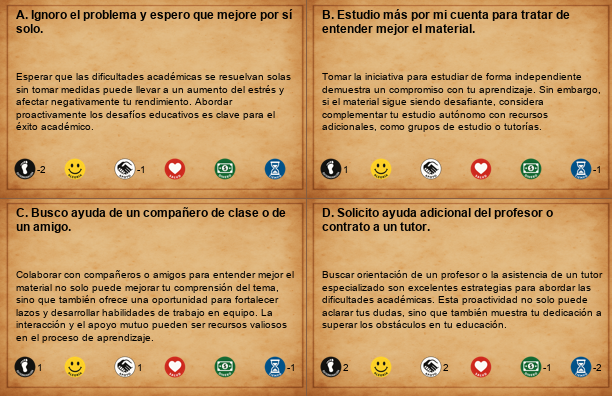 A. Ignoro el problema y espero que mejore por sí
solo.
Esperar que las dificultades académicas se resuelvan solas
sin tomar medidas puede llevar a un aumento del estrés y
afectar negativamente tu rendimiento. Abordar
proactivamente los desafíos educativos es clave para el
éxito académico.
-2 -1
B. Estudio más por mi cuenta para tratar de
entender mejor el material.
Tomar la iniciativa para estudiar de forma independiente
demuestra un compromiso con tu aprendizaje. Sin embargo,
si el material sigue siendo desafiante, considera
complementar tu estudio autónomo con recursos
adicionales, como grupos de estudio o tutorías.
1 -1
C. Busco ayuda de un compañero de clase o de
un amigo.
Colaborar con compañeros o amigos para entender mejor el
material no solo puede mejorar tu comprensión del tema,
sino que también ofrece una oportunidad para fortalecer
lazos y desarrollar habilidades de trabajo en equipo. La
interacción y el apoyo mutuo pueden ser recursos valiosos
en el proceso de aprendizaje.
1 1 -1
D. Solicito ayuda adicional del profesor o
contrato a un tutor.
Buscar orientación de un profesor o la asistencia de un tutor
especializado son excelentes estrategias para abordar las
dificultades académicas. Esta proactividad no solo puede
aclarar tus dudas, sino que también muestra tu dedicación a
superar los obstáculos en tu educación.
2 2 -1 -2